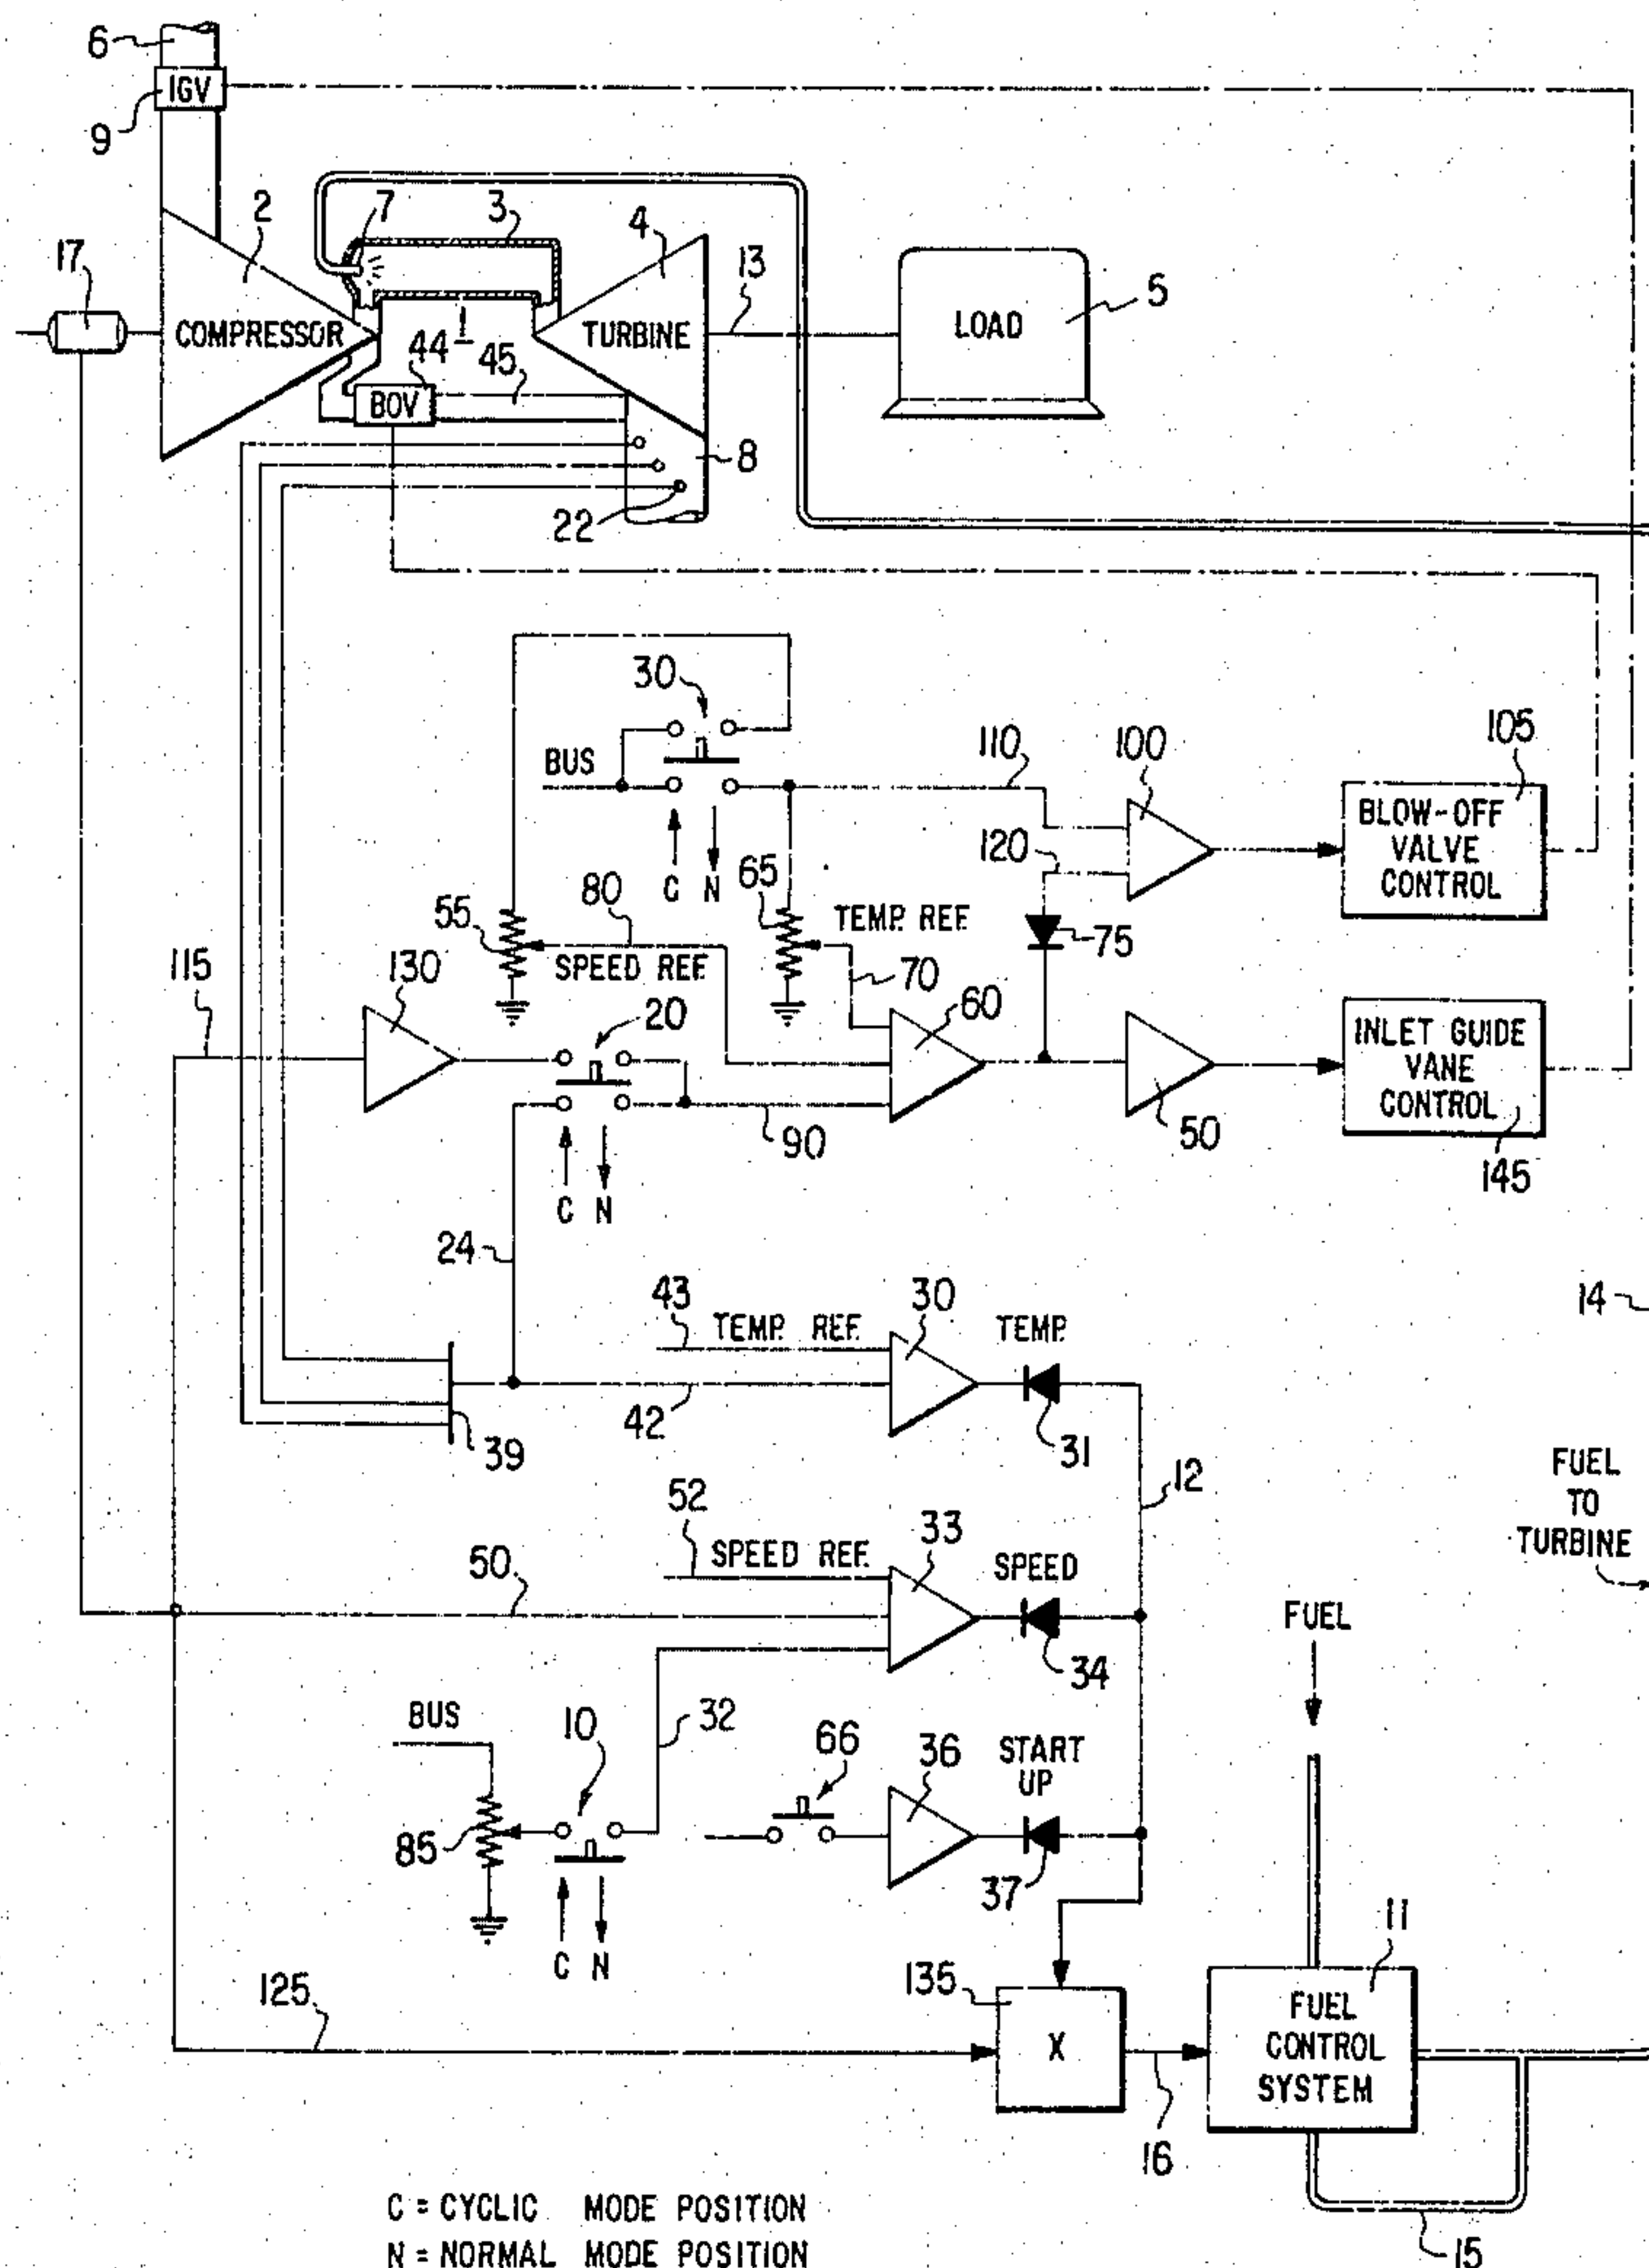 6
IGV
9
2
7
3
4
17
13
5
COMPRESSOR
TURBINE
LOAD
1
44
45
BOV
8
22
30
BUS
110
100
105
BLOW-OFF
VALVE
CONTROL
120
C N
65
80
55
TEMP. REF.
75
SPEED REF.
115
130
70
20
60
INLET GUIDE
VANE
CONTROL
50
90
145
C N
24
43
TEMP. REF.
30
TEMP.
14
42
39
31
12
FUEL
TO
TURBINE
52
SPEED REF.
33
SPEED
50
FUEL
34
BUS
10
32
66
36
START
UP
85
37
C N
11
135
125
X
FUEL
CONTROL
SYSTEM
16
C = CYCLIC MODE POSITION
N = NORMAL MODE POSITION
15